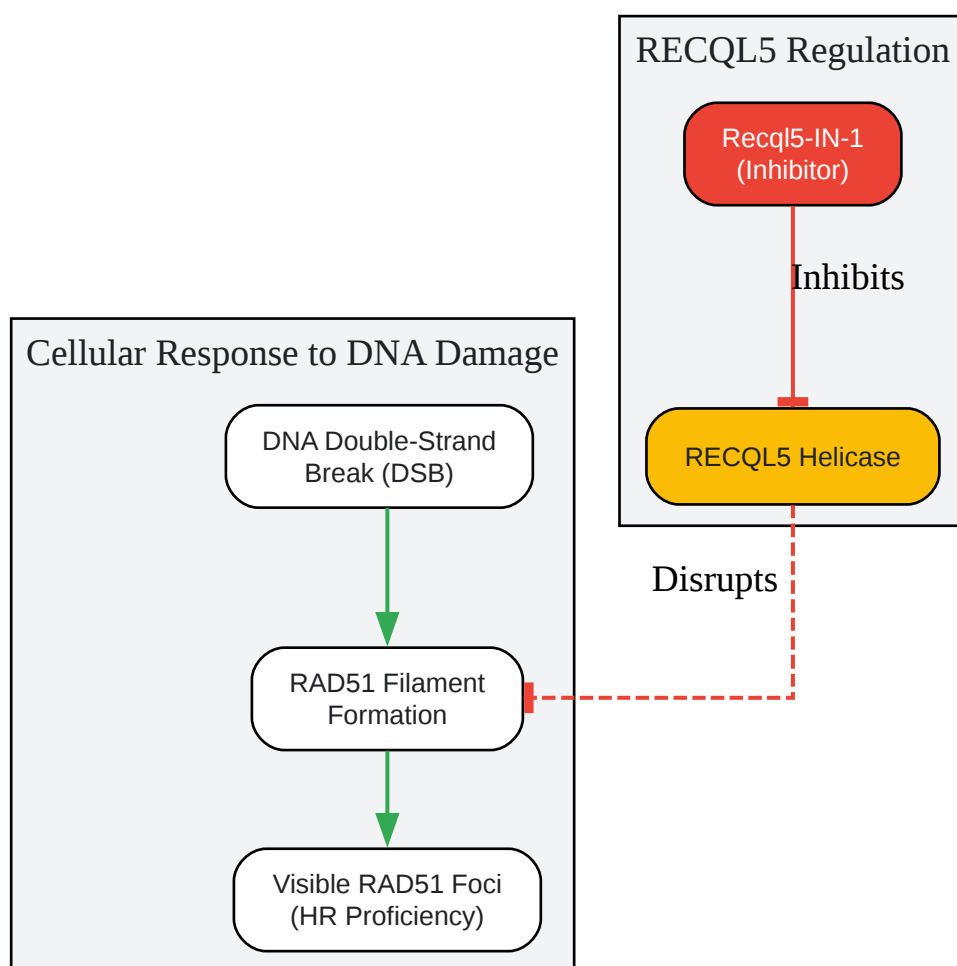 RECQL5 Regulation
Recql5-IN-1
(Inhibitor)
Inhibits
RECQL5 Helicase
Disrupts
Cellular Response to DNA Damage
DNA Double-Strand
Break (DSB)
RAD51 Filament
Formation
Visible RAD51 Foci
(HR Proficiency)